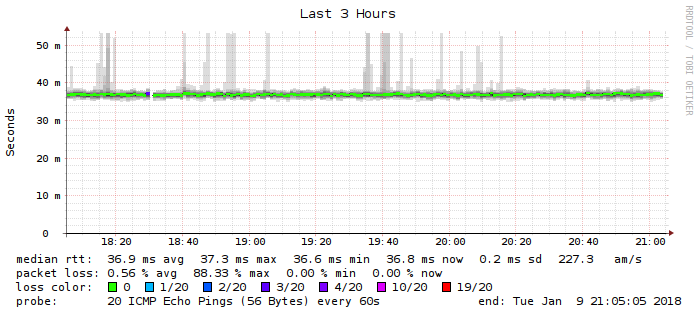 Last 3 Hours
RRDTOOL / TOBI OETIKER
Seconds
50 m
40 m
30 m
20 m
10 m
0
18:20 18:40 19:00 19:20 19:40 20:00 20:20 20:40 21:00
median rtt: 36.9 ms avg 37.3 ms max 36.6 ms min 36.8 ms now 0.2 ms sd 227.3 am/s
packet loss: 0.56 % avg 88.33 % max 0.00 % min 0.00 % now
loss color: 0 1/20 2/20 3/20 4/20 10/20 19/20
probe: 20 ICMP Echo Pings (56 Bytes) every 60s end: Tue Jan 9 21:05:05 2018